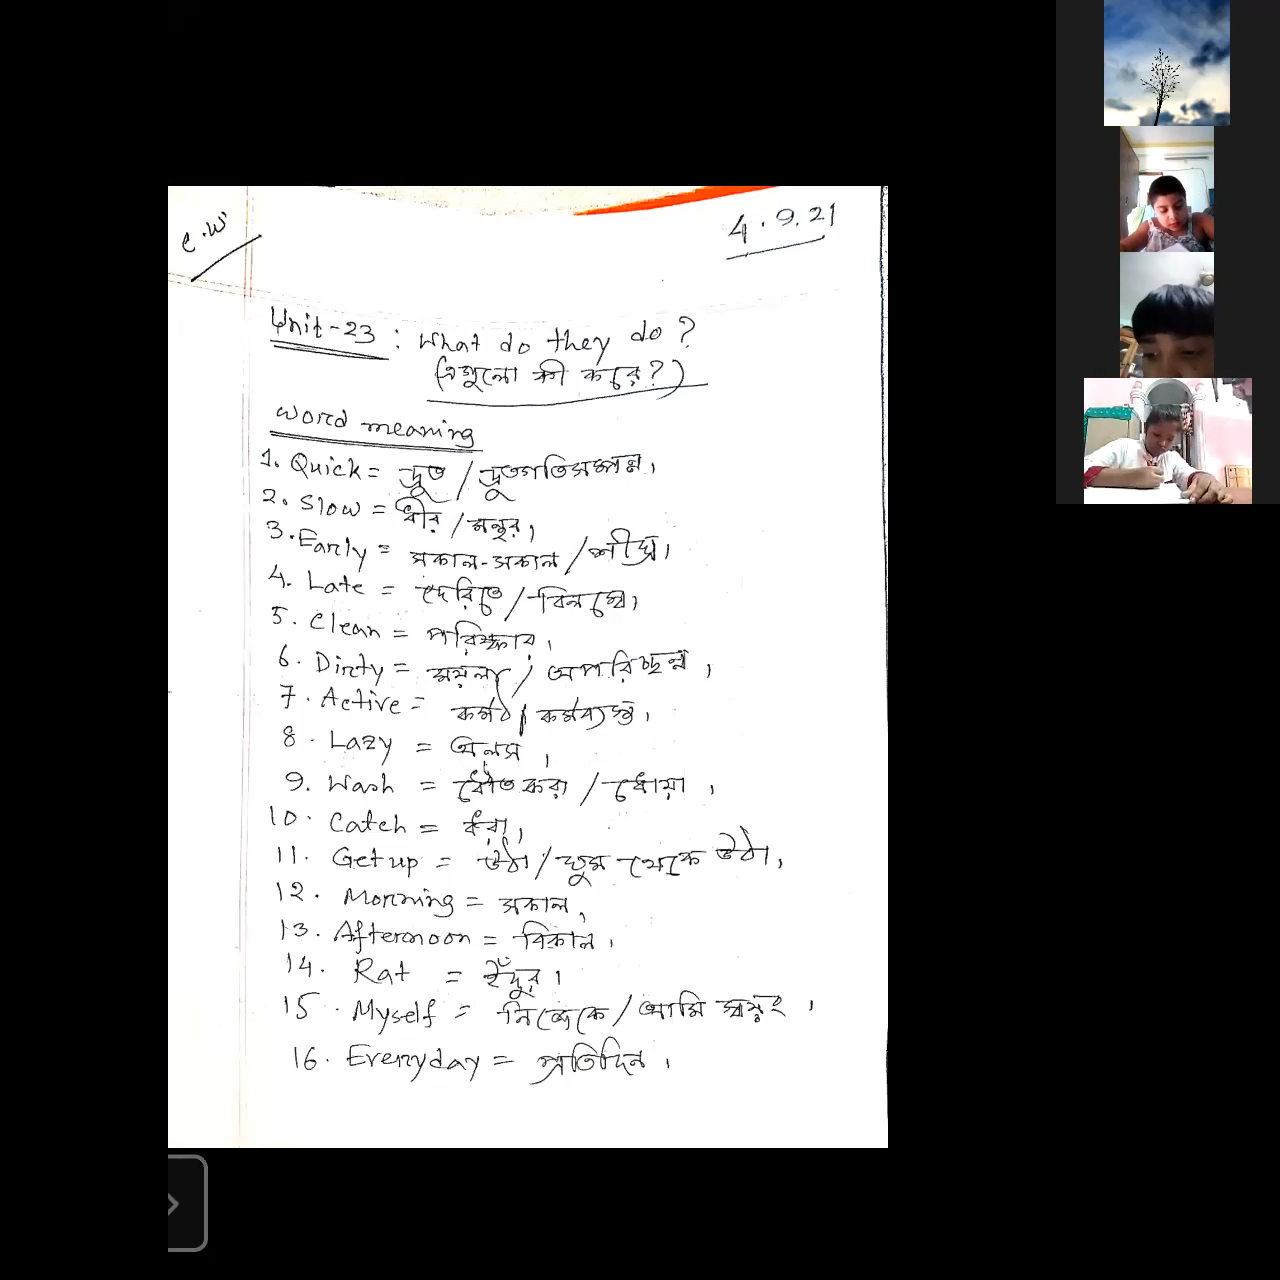 C.W
4.9.21
Unit-23 : What do they do ?
(এগুলো কী করে?)
Word meaning
1. Quick = দ্রুত / দ্রুতগতিসম্পন্ন।
2. Slow = ধীর / মন্থর।
3. Early = সকাল-সকাল / শীঘ্র।
4. Late = দেরিতে / বিলম্বে।
5. Clean = পরিষ্কার।
6. Dirty = ময়লা / অপরিচ্ছন্ন।
7. Active = কর্মঠ / কর্মব্যস্ত।
8. Lazy = অলস।
9. Wash = ধৌত করা / ধোয়া।
10. Catch = ধরা।
11. Get up = উঠা / ঘুম থেকে উঠা।
12. Morning = সকাল।
13. Afternoon = বিকাল।
14. Rat = ইঁদুর।
15. Myself = নিজেকে / আমি স্বয়ং।
16. Everyday = প্রতিদিন।